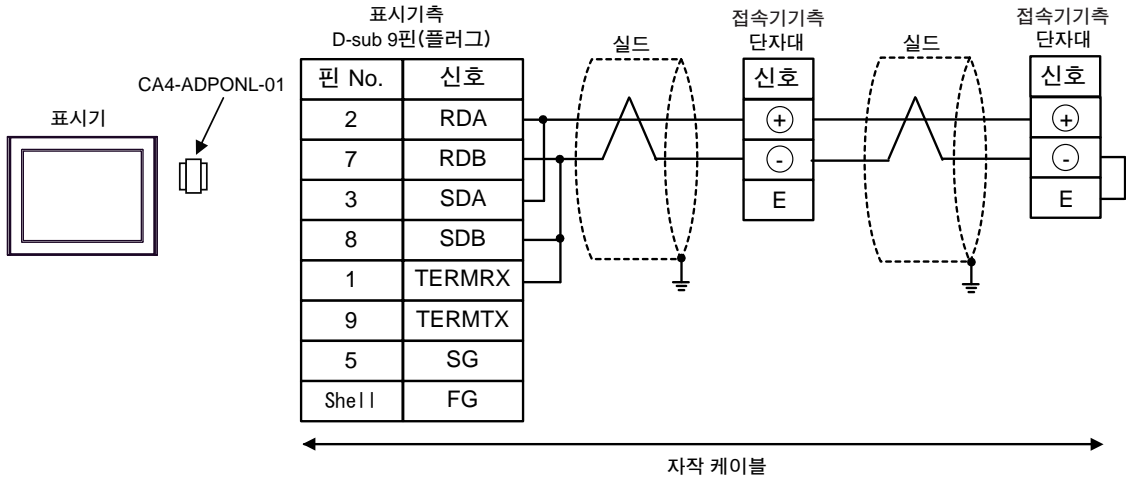 표시기측
D-sub 9핀(플러그)
실드
접속기기측
단자대
실드
접속기기측
단자대
CA4-ADPONL-01
표시기
핀 No. 신호
2 RDA
7 RDB
3 SDA
8 SDB
1 TERMRX
9 TERMTX
5 SG
Shell FG
신호
+
-
E
신호
+
-
E
자작 케이블